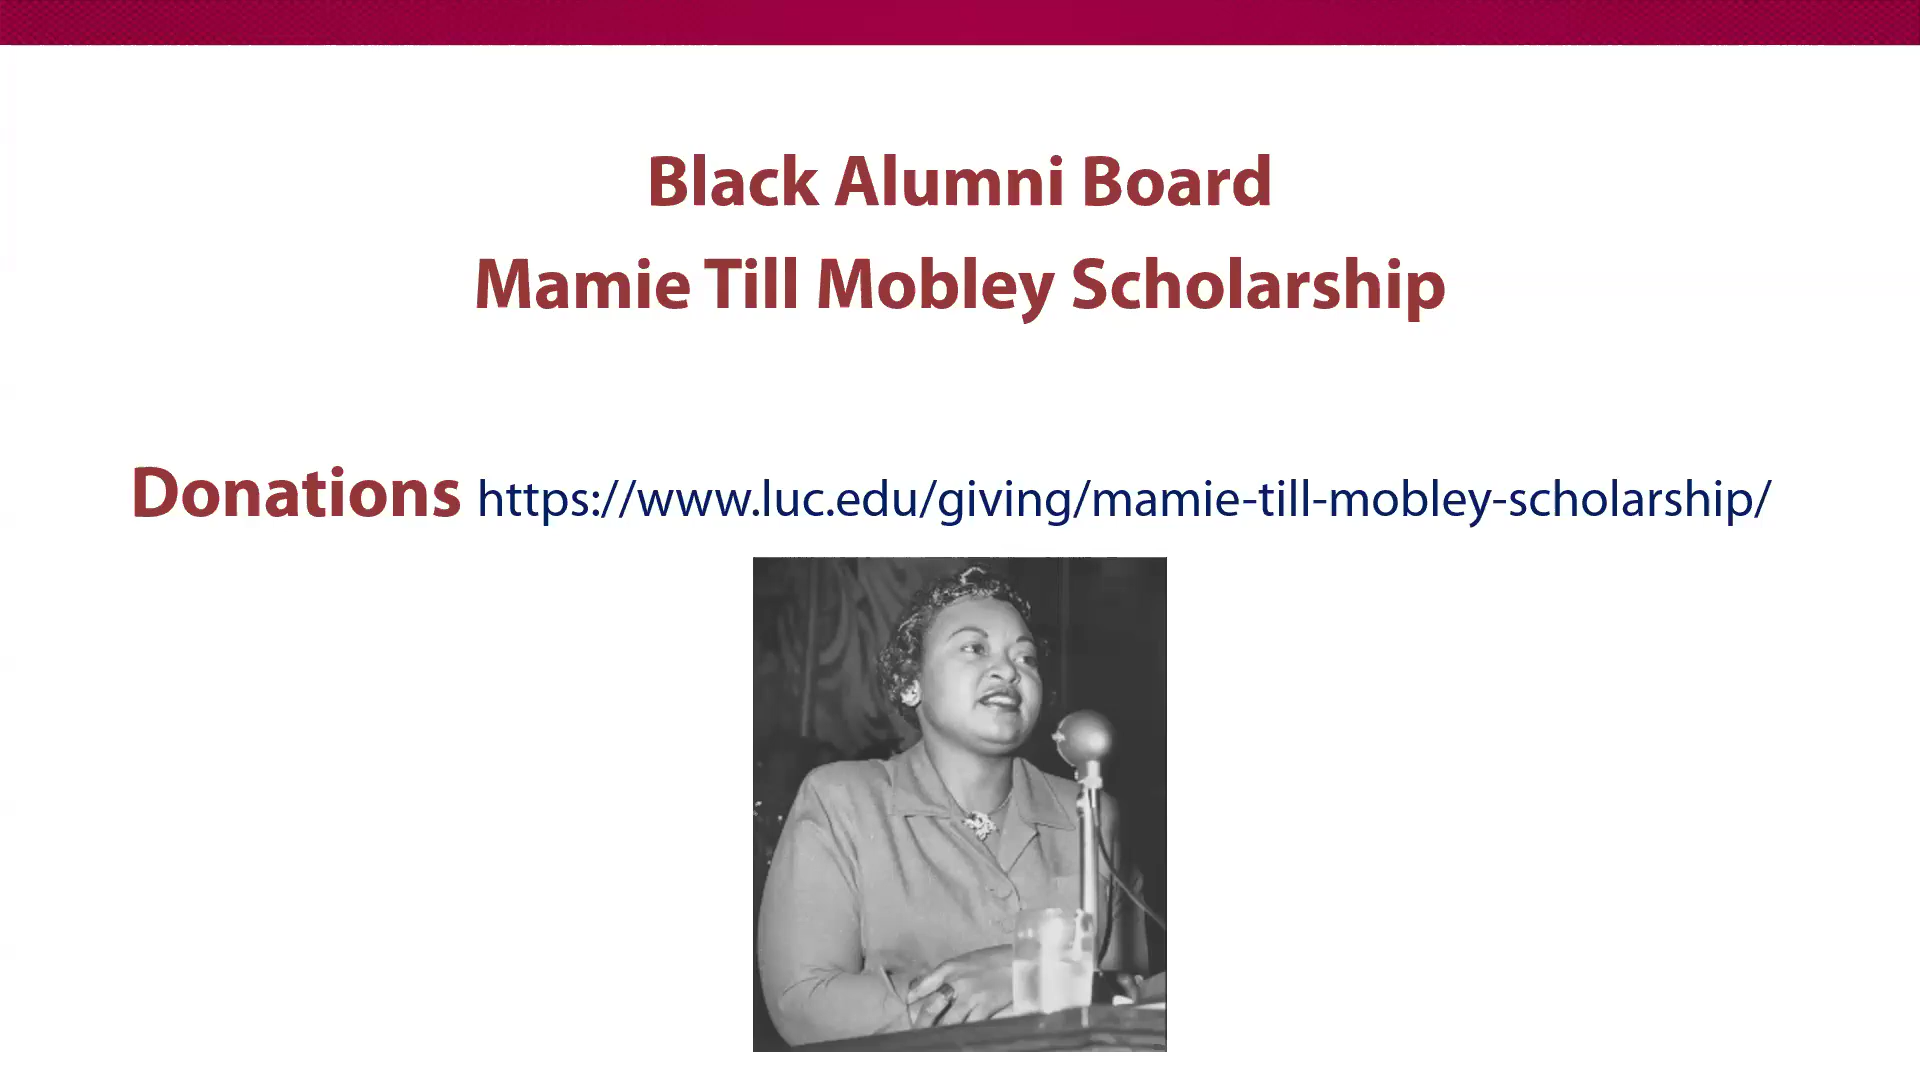 Black Alumni Board
Mamie Till Mobley Scholarship
Donations https://www.luc.edu/giving/mamie-till-mobley-scholarship/